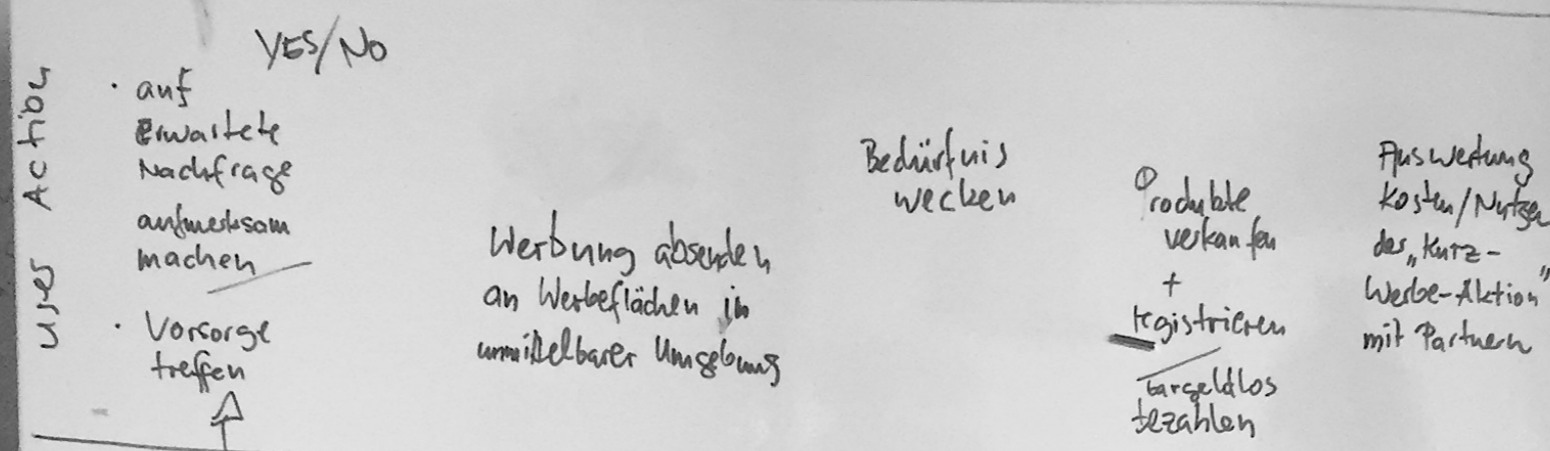 user Action
YES/NO
· auf
Erwartete
Nachfrage
aufmerksam
machen
· Vorsorge
treffen
Werbung absenden
an Werbeflächen in
unmittelbarer Umgebung
Bedürfnis
wecken
Produkte
verkaufen
+
registrieren
bargeldlos
bezahlen
Auswertung
Kosten/Nutzen
der „Kurz-
Werbe-Aktion"
mit Partnern